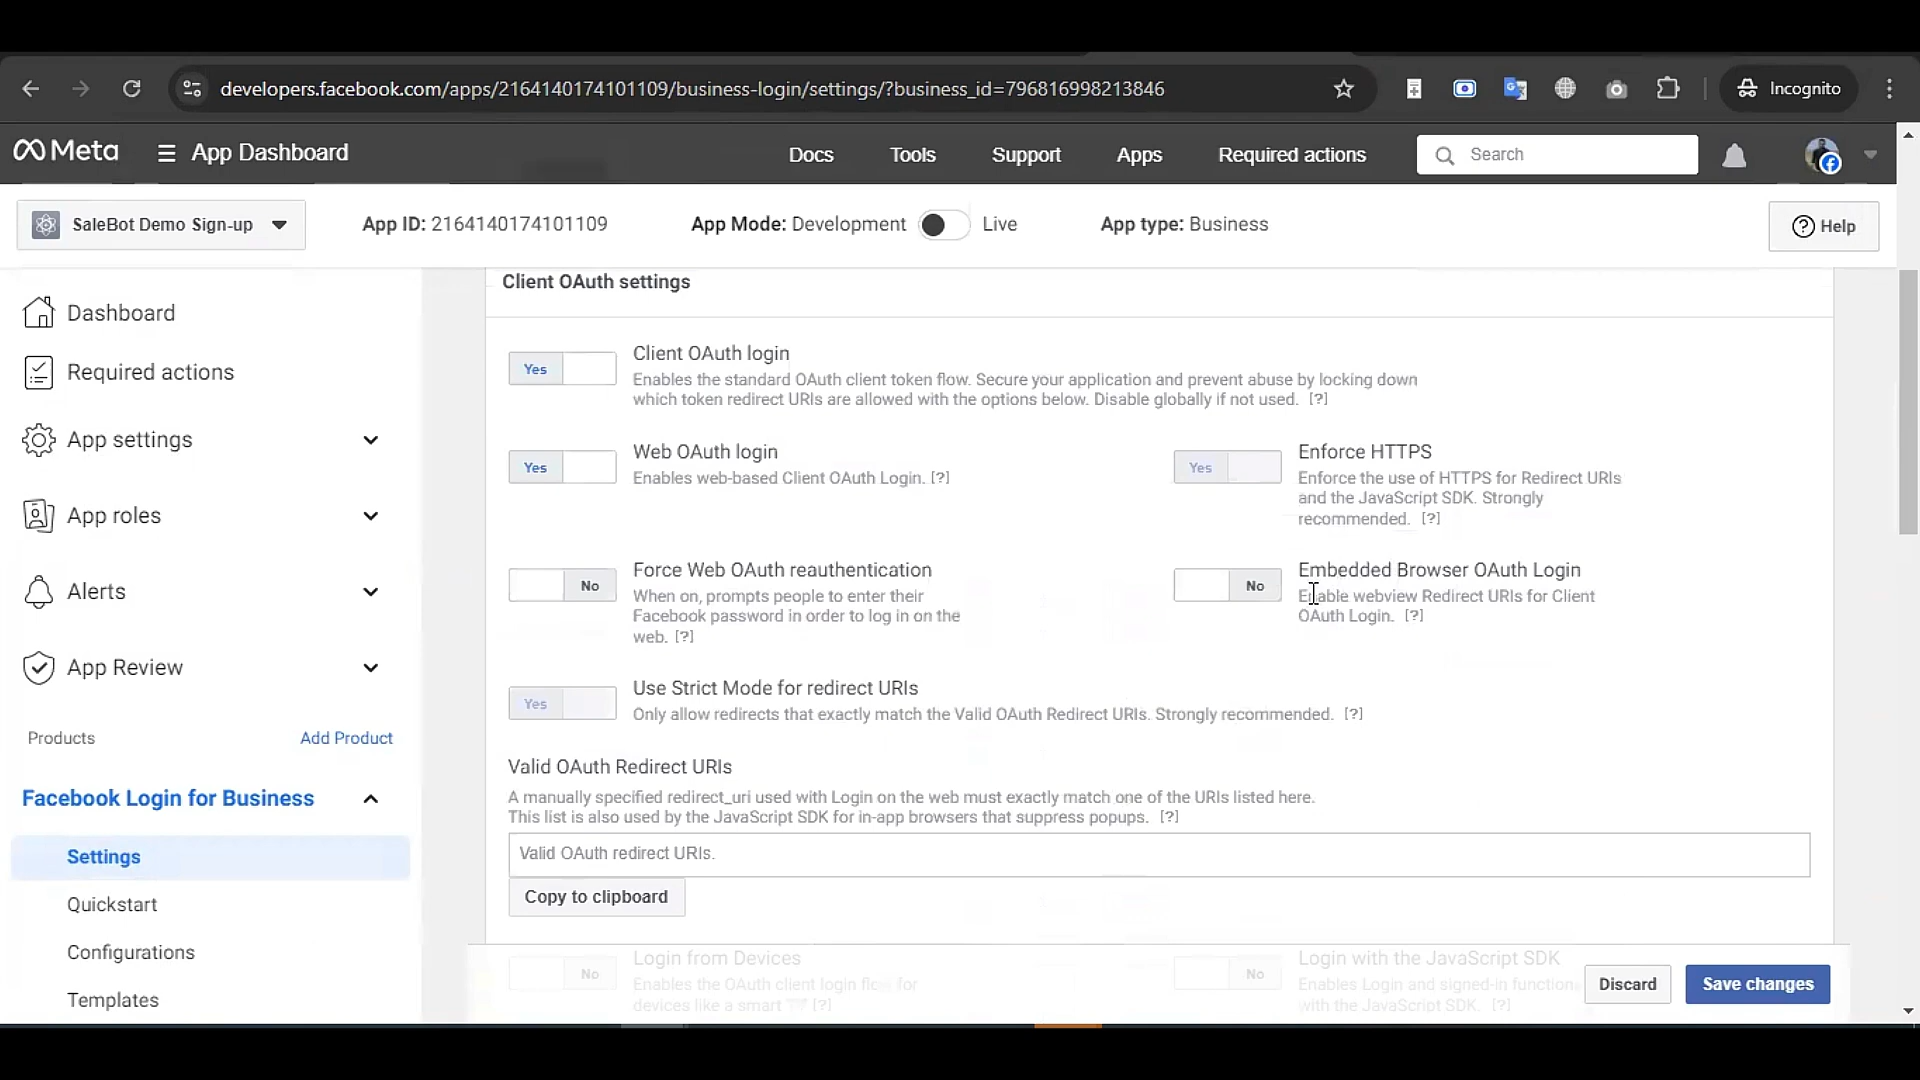 developers.facebook.com/apps/2164140174101109/business-login/settings/?business_id=796816998213846
Incognito
Meta
App Dashboard
Docs
Tools
Support
Apps
Required actions
Search
SaleBot Demo Sign-up
App ID: 2164140174101109
App Mode: Development
Live
App type: Business
Help
Dashboard
Required actions
App settings
App roles
Alerts
App Review
Products
Add Product
Facebook Login for Business
Settings
Quickstart
Configurations
Templates
Client OAuth settings
Yes
Client OAuth login
Enables the standard OAuth client token flow. Secure your application and prevent abuse by locking down
which token redirect URIs are allowed with the options below. Disable globally if not used. [?]
Yes
Web OAuth login
Enables web-based Client OAuth Login. [?]
Yes
Enforce HTTPS
Enforce the use of HTTPS for Redirect URIs
and the JavaScript SDK. Strongly
recommended. [?]
No
Force Web OAuth reauthentication
When on, prompts people to enter their
Facebook password in order to log in on the
web. [?]
No
Embedded Browser OAuth Login
Enable webview Redirect URIs for Client
OAuth Login. [?]
Yes
Use Strict Mode for redirect URIs
Only allow redirects that exactly match the Valid OAuth Redirect URIs. Strongly recommended. [?]
Valid OAuth Redirect URIs
A manually specified redirect_uri used with Login on the web must exactly match one of the URIs listed here.
This list is also used by the JavaScript SDK for in-app browsers that suppress popups. [?]
Valid OAuth redirect URIs.
Copy to clipboard
No
Login from Devices
Enables the OAuth client login flow for
devices like a smart TV [?]
No
Login with the JavaScript SDK
Enables Login and signed-in function
with the JavaScript SDK. [?]
Discard
Save changes